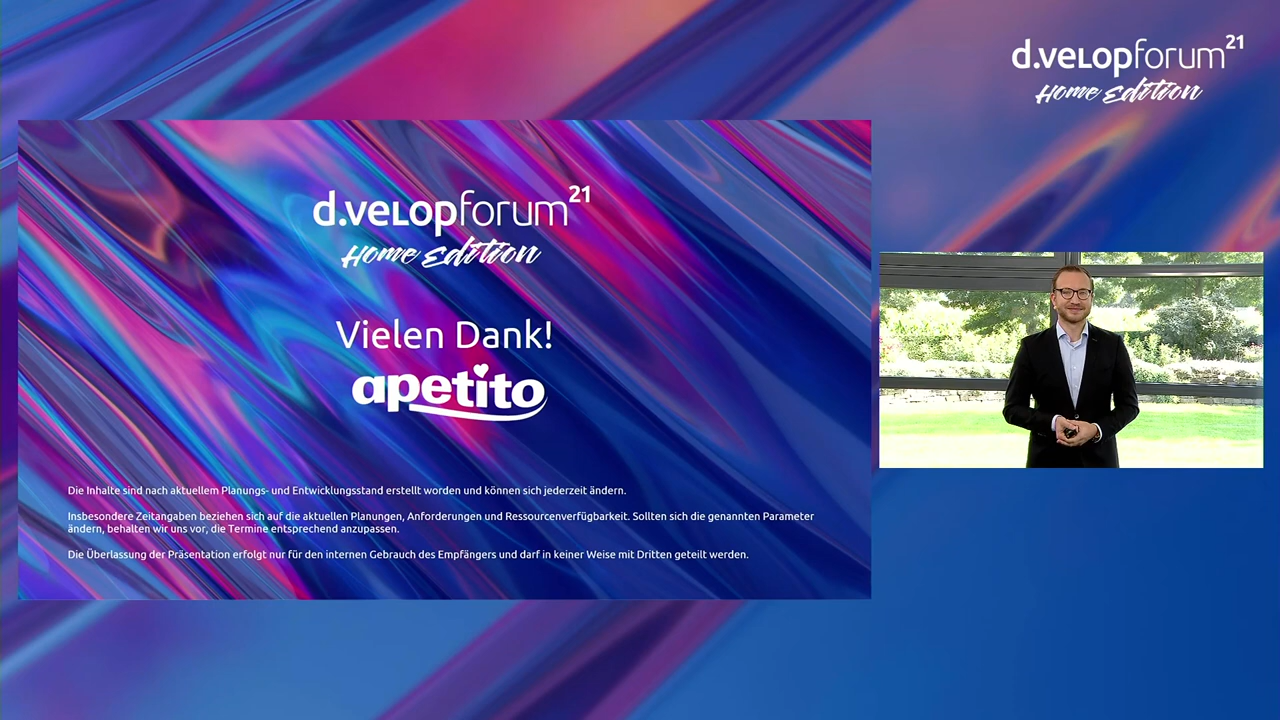 d.velopforum21
Home Edition
d.velopforum21
Home Edition
Vielen Dank!
apetito
Die Inhalte sind nach aktuellem Planungs- und Entwicklungsstand erstellt worden und können sich jederzeit ändern.
Insbesondere Zeitangaben beziehen sich auf die aktuellen Planungen, Anforderungen und Ressourcenverfügbarkeit. Sollten sich die genannten Parameter
ändern, behalten wir uns vor, die Termine entsprechend anzupassen.
Die Überlassung der Präsentation erfolgt nur für den internen Gebrauch des Empfängers und darf in keiner Weise mit Dritten geteilt werden.